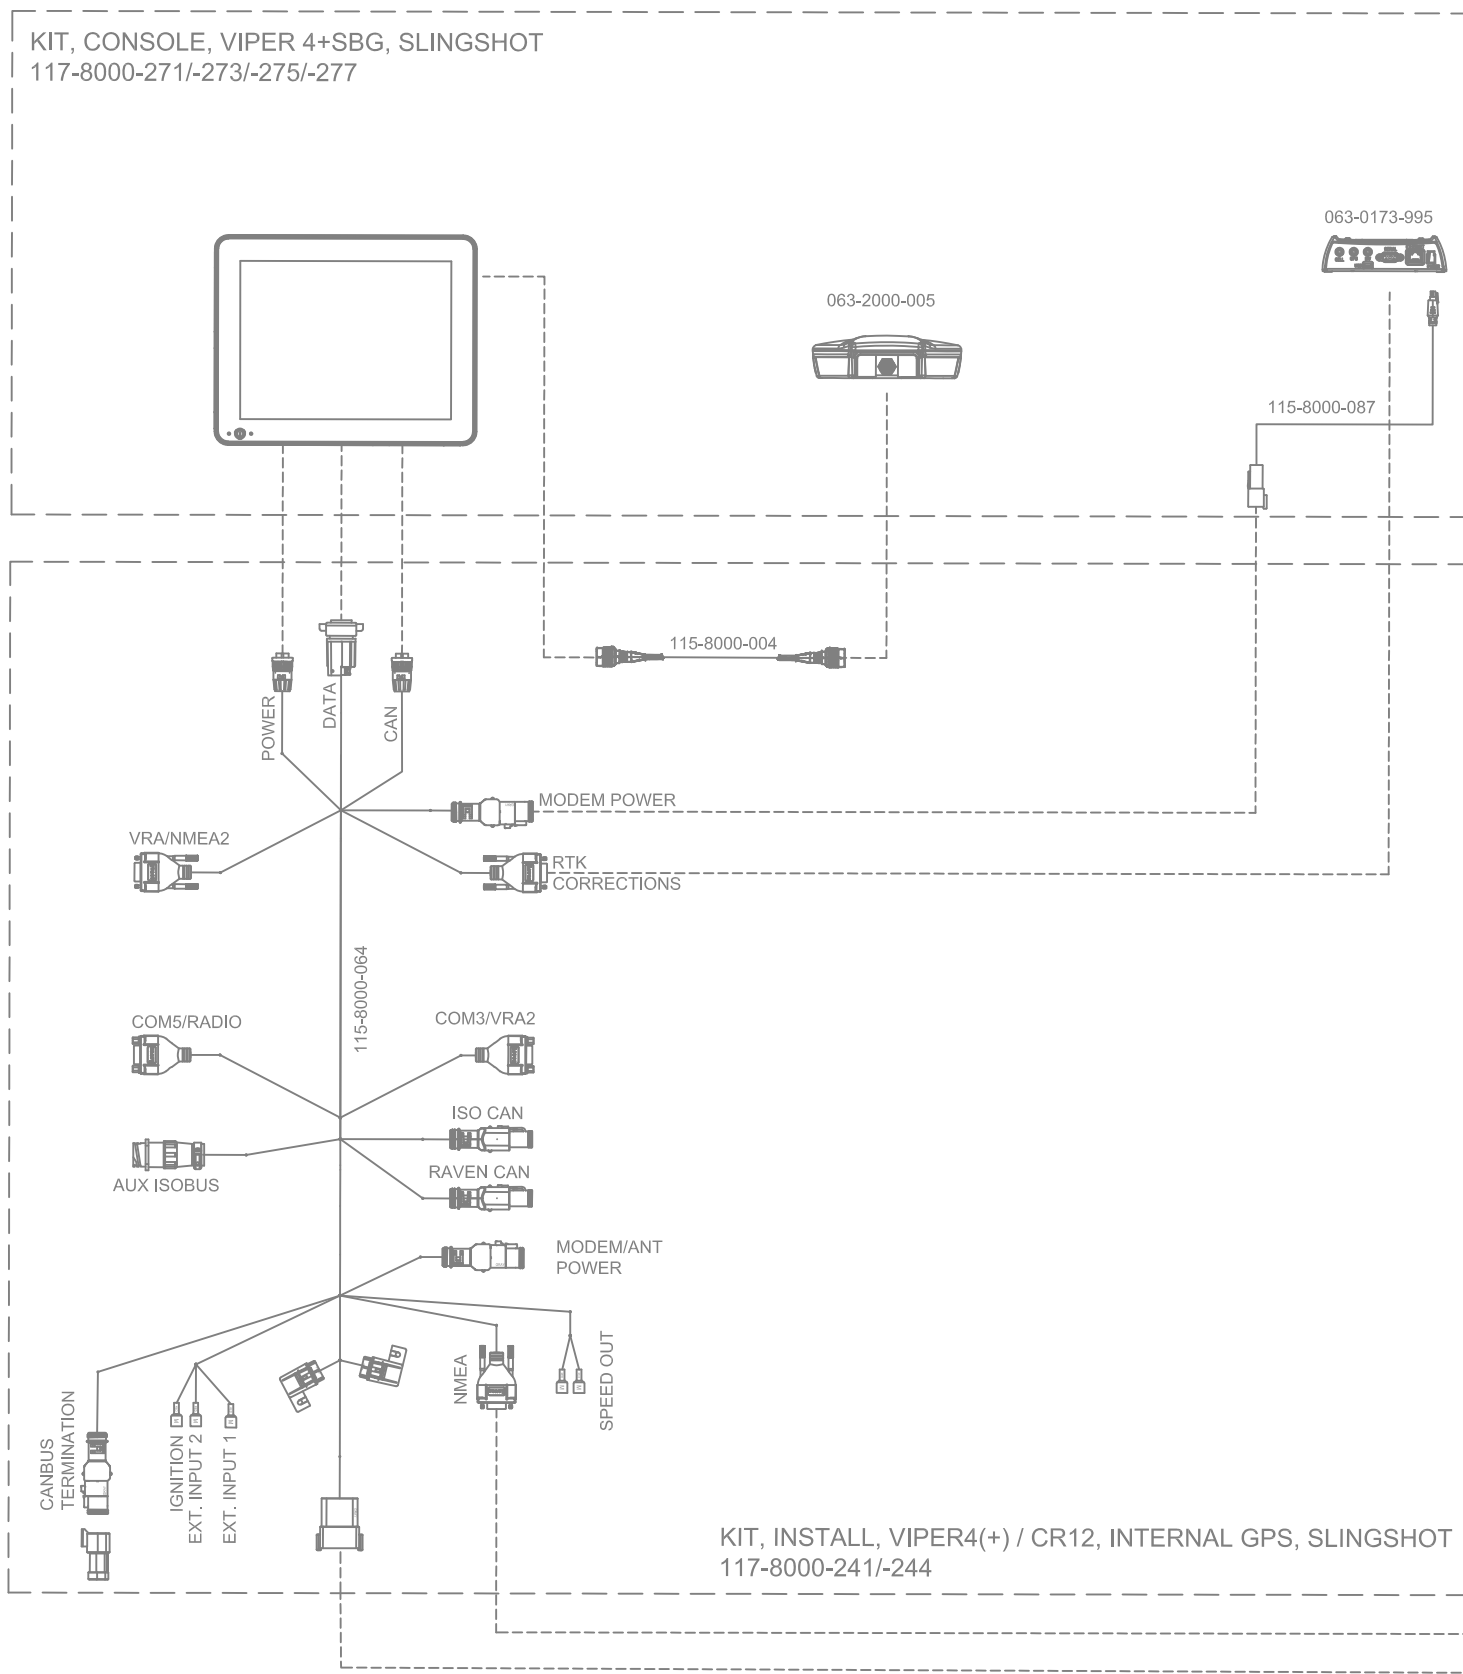 KIT, CONSOLE, VIPER 4+SBG, SLINGSHOT
117-8000-271/-273/-275/-277
063-0173-995
063-2000-005
115-8000-087
115-8000-004
POWER
DATA
CAN
MODEM POWER
VRA/NMEA2
RTK
CORRECTIONS
115-8000-064
COM5/RADIO
COM3/VRA2
ISO CAN
RAVEN CAN
AUX ISOBUS
MODEM/ANT
POWER
NMEA
SPEED OUT
CANBUS
TERMINATION
IGNITION
EXT. INPUT 2
EXT. INPUT 1
KIT, INSTALL, VIPER4(+) / CR12, INTERNAL GPS, SLINGSHOT
117-8000-241/-244